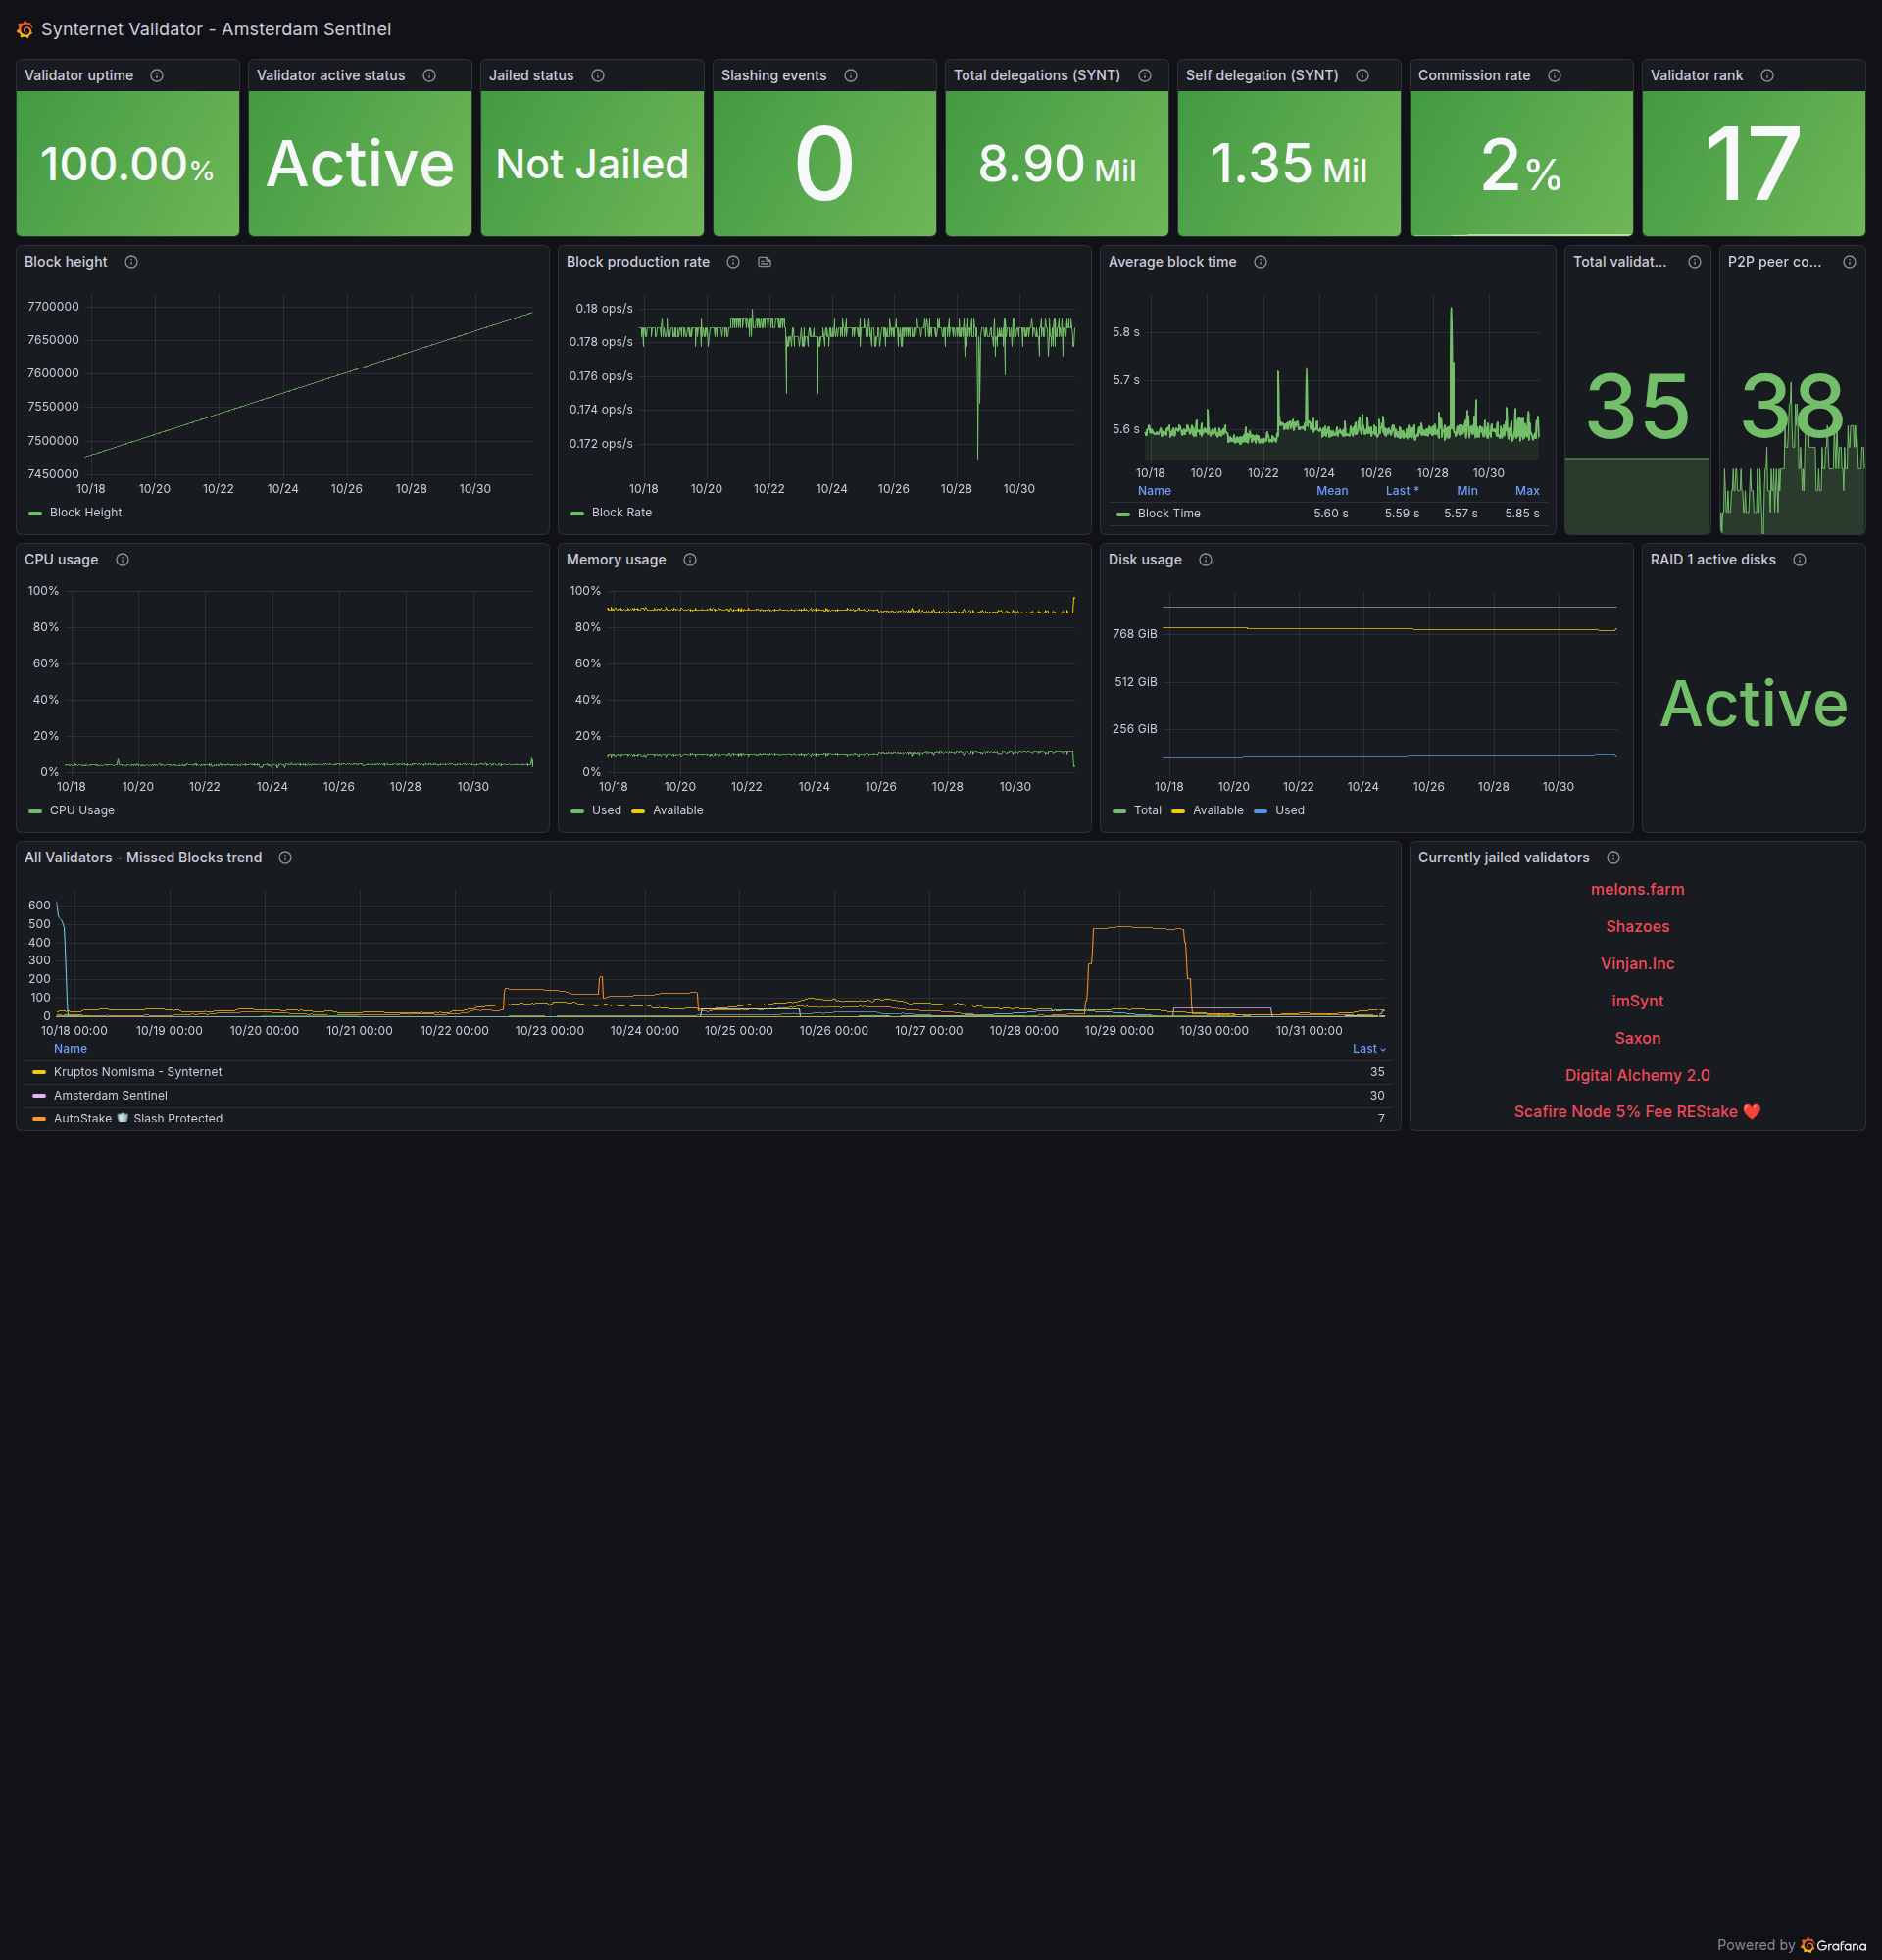 Synternet Validator - Amsterdam Sentinel
Validator uptime
100.00%
Validator active status
Active
Jailed status
Not Jailed
Slashing events
0
Total delegations (SYNT)
8.90 Mil
Self delegation (SYNT)
1.35 Mil
Commission rate
2%
Validator rank
17
Block height
7700000
7650000
7600000
7550000
7500000
7450000
10/18 10/20 10/22 10/24 10/26 10/28 10/30
Block Height
Block production rate
0.18 ops/s
0.178 ops/s
0.176 ops/s
0.174 ops/s
0.172 ops/s
10/18 10/20 10/22 10/24 10/26 10/28 10/30
Block Rate
Average block time
5.8 s
5.7 s
5.6 s
10/18 10/20 10/22 10/24 10/26 10/28 10/30
Name Mean Last * Min Max
Block Time 5.60 s 5.59 s 5.57 s 5.85 s
Total validat...
35
P2P peer co...
38
CPU usage
100%
80%
60%
40%
20%
0%
10/18 10/20 10/22 10/24 10/26 10/28 10/30
CPU Usage
Memory usage
100%
80%
60%
40%
20%
0%
10/18 10/20 10/22 10/24 10/26 10/28 10/30
Used Available
Disk usage
768 GiB
512 GiB
256 GiB
10/18 10/20 10/22 10/24 10/26 10/28 10/30
Total Available Used
RAID 1 active disks
Active
All Validators - Missed Blocks trend
600
500
400
300
200
100
0
10/18 00:00 10/19 00:00 10/20 00:00 10/21 00:00 10/22 00:00 10/23 00:00 10/24 00:00 10/25 00:00 10/26 00:00 10/27 00:00 10/28 00:00 10/29 00:00 10/30 00:00 10/31 00:00
Name Last
Kruptos Nomisma - Synternet 35
Amsterdam Sentinel 30
AutoStake 🛡️ Slash Protected 7
Currently jailed validators
melons.farm
Shazoes
Vinjan.Inc
imSynt
Saxon
Digital Alchemy 2.0
Scafire Node 5% Fee REStake ❤️
Powered by Grafana